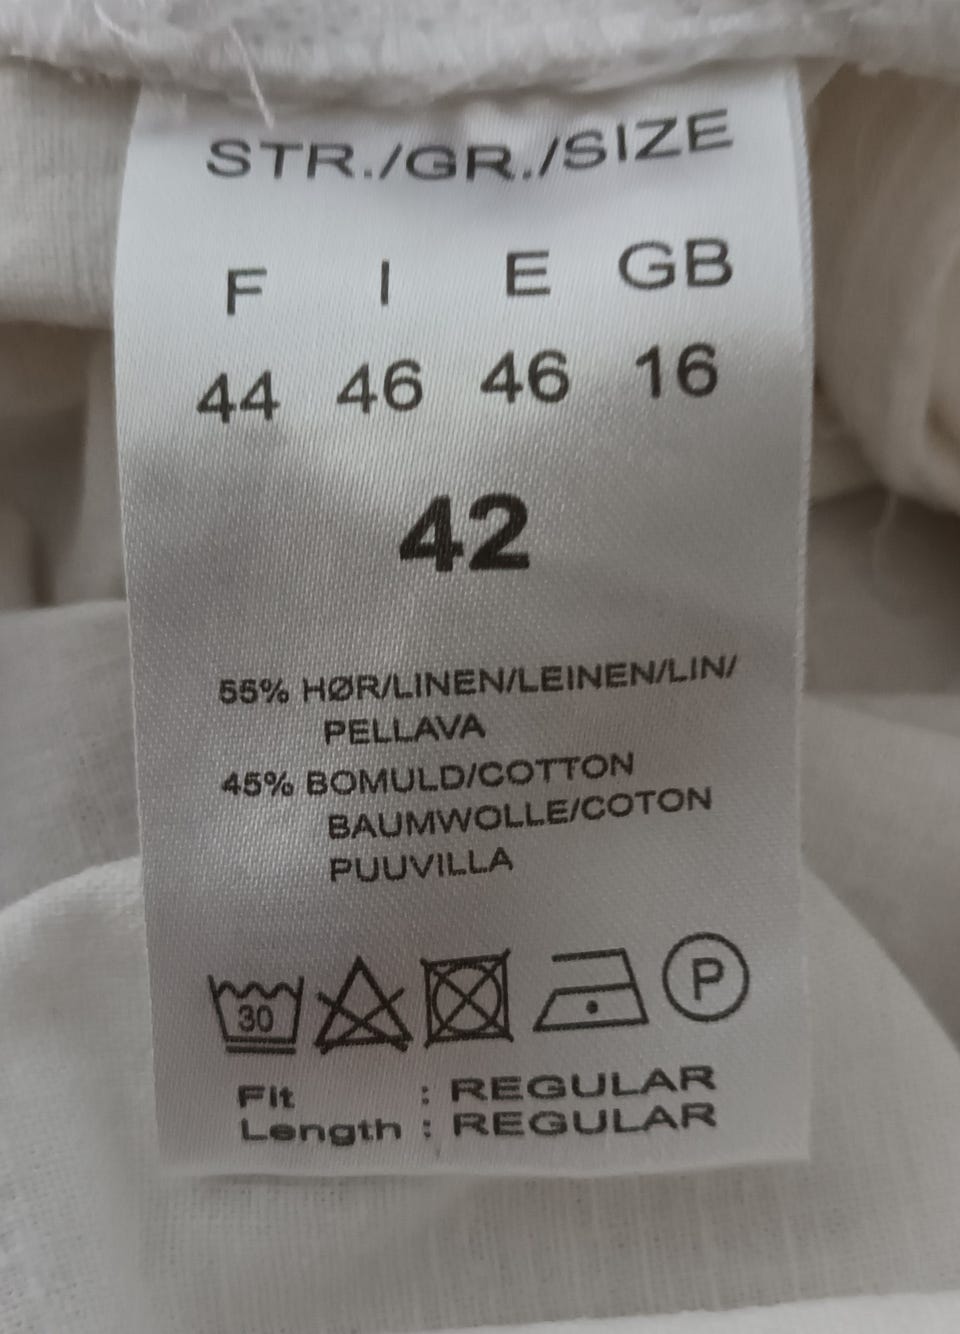 STR./GR./SIZE
F I E GB
44 46 46 16
42
55% HØR/LINEN/LEINEN/LIN/
PELLAVA
45% BOMULD/COTTON
BAUMWOLLE/COTON
PUUVILLA
30 P
Fit : REGULAR
Length : REGULAR